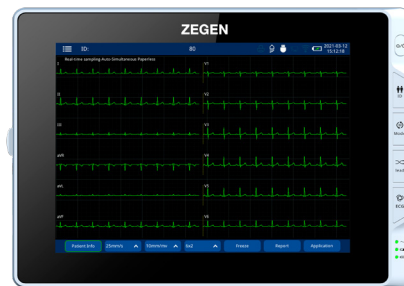 ZEGEN
ID: 80 2021-03-12
15:12:18
Real-time sampling Auto Simultaneous Paperless
I V1
II V2
III V3
aVR V4
aVL V5
aVF V6
Patient Info 25mm/s 10mm/mv 6x2 Freeze Report Application